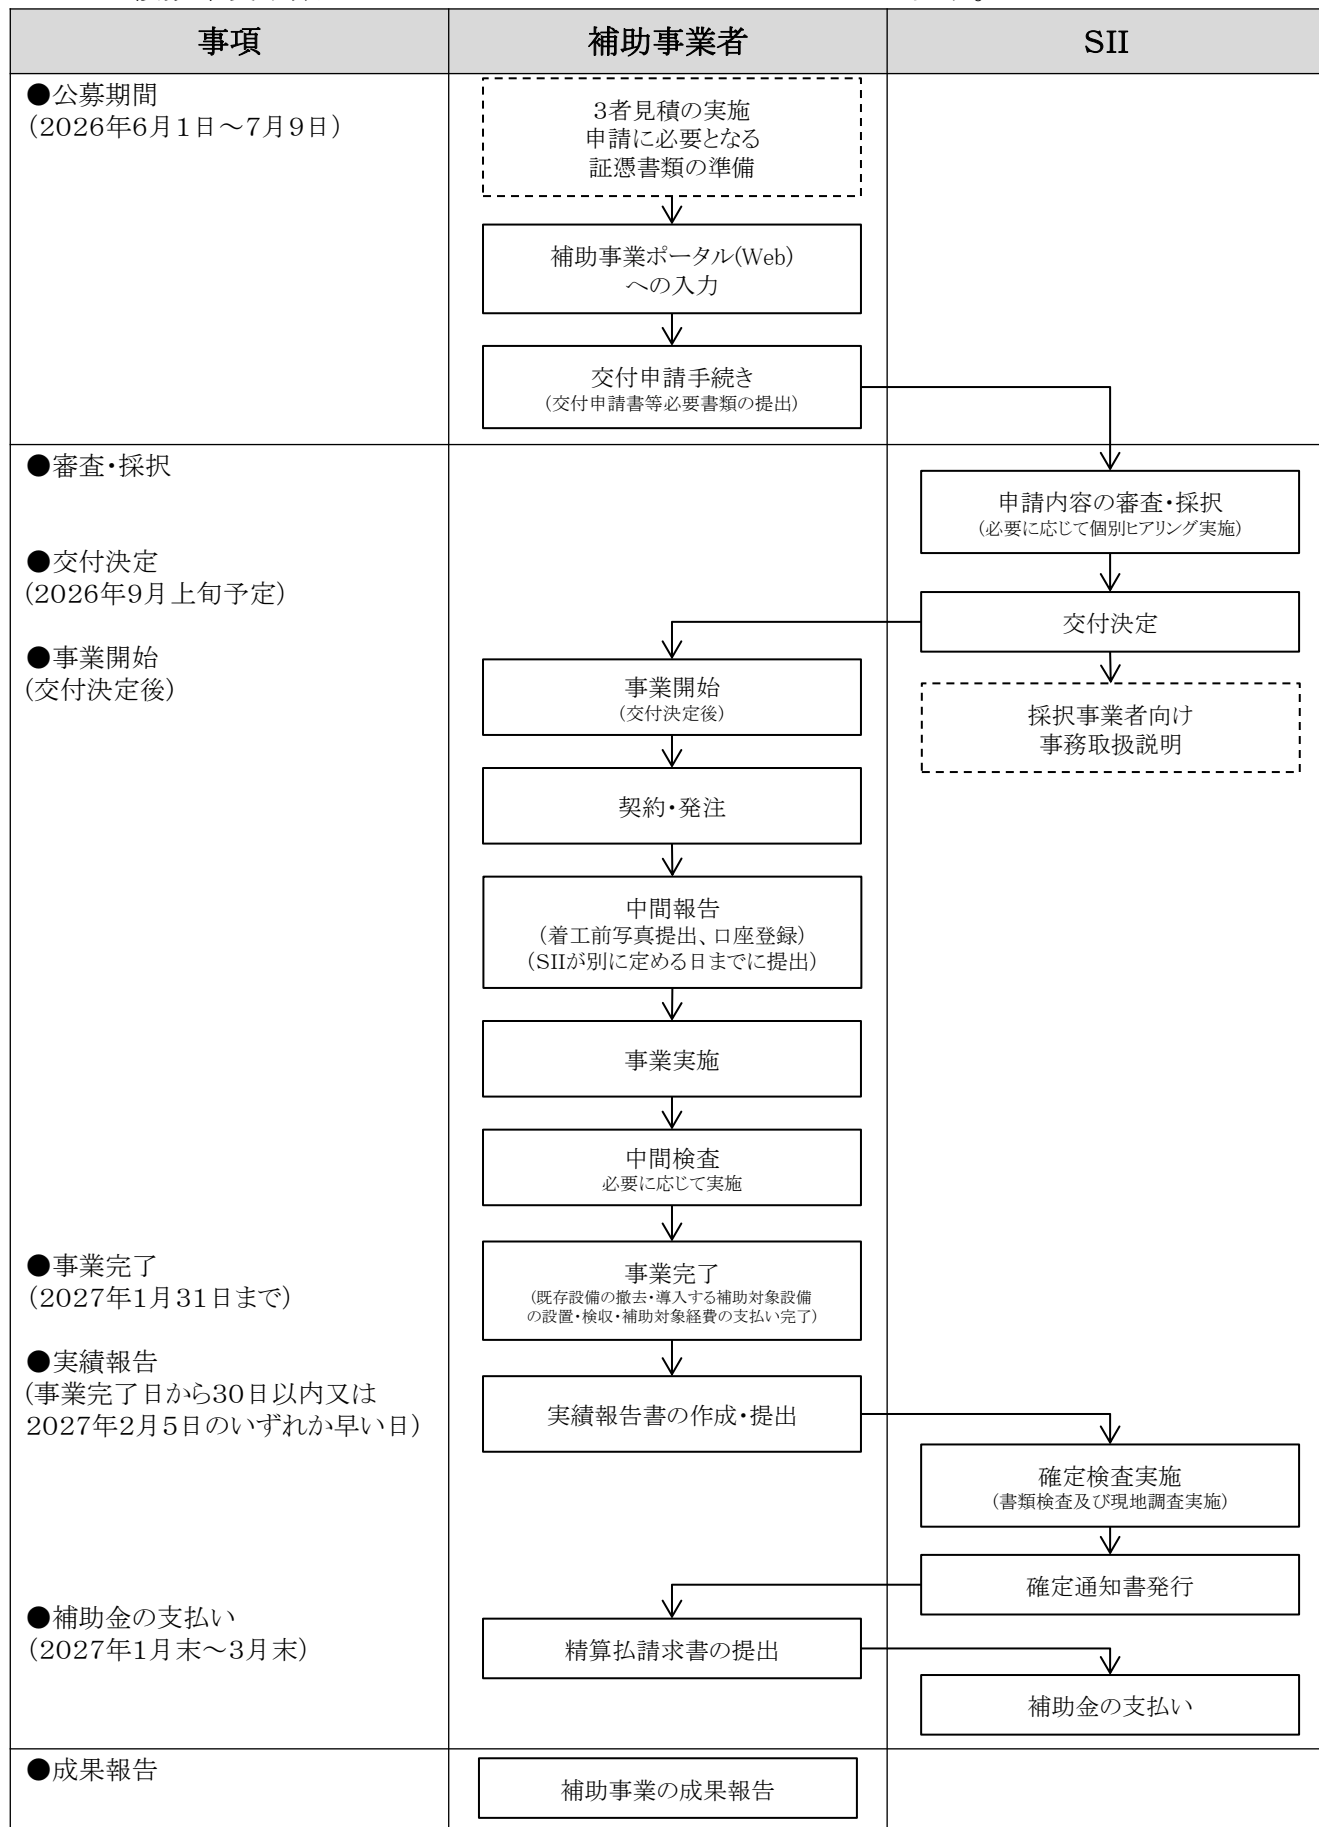 事項
補助事業者
SII
●公募期間
(2026年6月1日～7月9日)
3者見積の実施
申請に必要となる
証憑書類の準備
補助事業ポータル(Web)
への入力
交付申請手続き
(交付申請書等必要書類の提出)
●審査・採択
申請内容の審査・採択
(必要に応じて個別ヒアリング実施)
●交付決定
(2026年9月上旬予定)
交付決定
●事業開始
(交付決定後)
事業開始
(交付決定後)
採択事業者向け
事務取扱説明
契約・発注
中間報告
(着工前写真提出、口座登録)
(SIIが別に定める日までに提出)
事業実施
中間検査
必要に応じて実施
●事業完了
(2027年1月31日まで)
事業完了
(既存設備の撤去・導入する補助対象設備
の設置・検収・補助対象経費の支払い完了)
●実績報告
(事業完了日から30日以内又は
2027年2月5日のいずれか早い日)
実績報告書の作成・提出
確定検査実施
(書類検査及び現地調査実施)
確定通知書発行
●補助金の支払い
(2027年1月末～3月末)
精算払請求書の提出
補助金の支払い
●成果報告
補助事業の成果報告